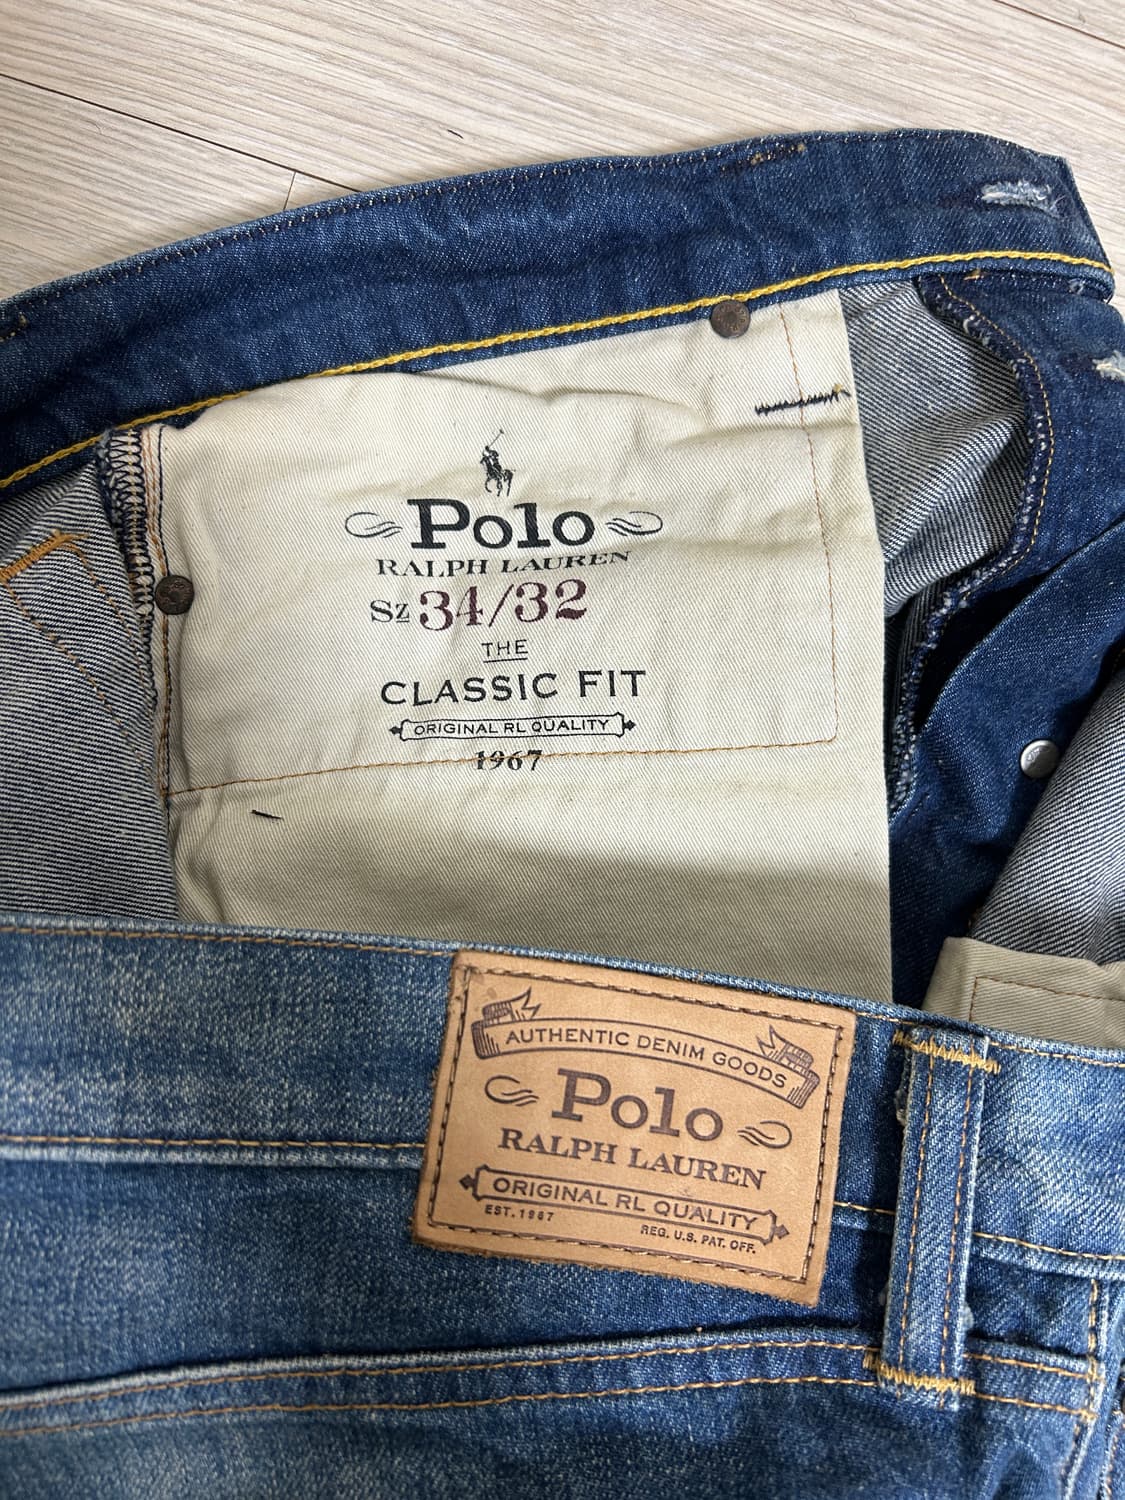 Polo
RALPH LAUREN
Sz 34/32
THE
CLASSIC FIT
ORIGINAL RL QUALITY
1967
AUTHENTIC DENIM GOODS
Polo
RALPH LAUREN
ORIGINAL RL QUALITY
EST. 1967
REG. U.S. PAT. OFF.